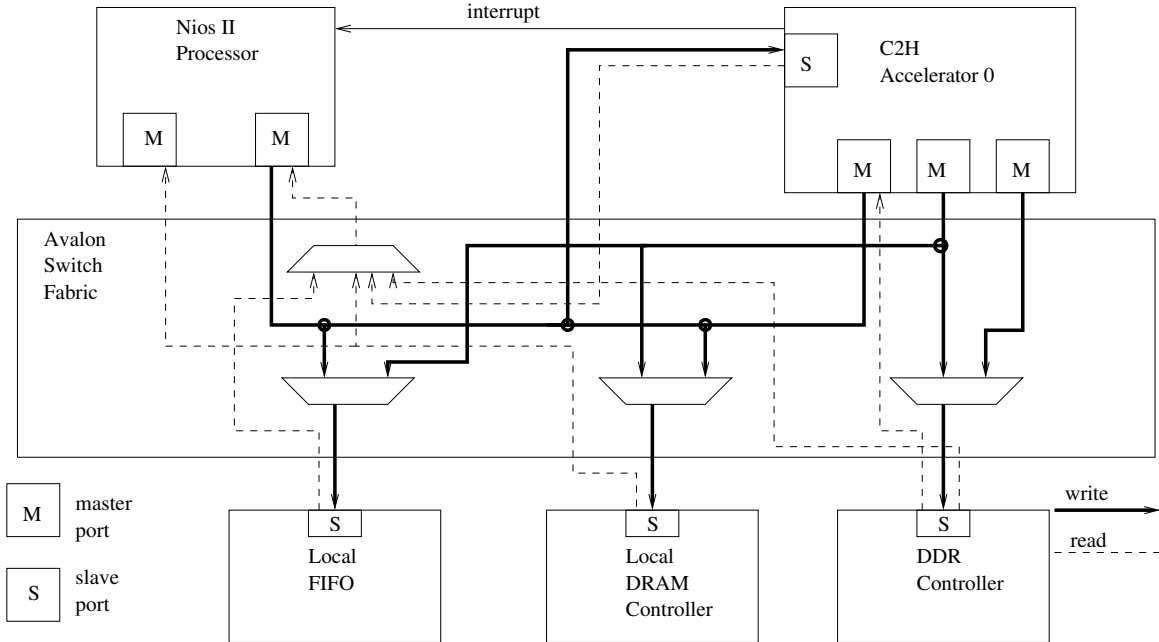 interrupt
Nios II
Processor
C2H
Accelerator 0
S
M
M
M
M
M
Avalon
Switch
Fabric
M
master
port
S
slave
port
S
Local
FIFO
S
Local
DRAM
Controller
S
DDR
Controller
write
read